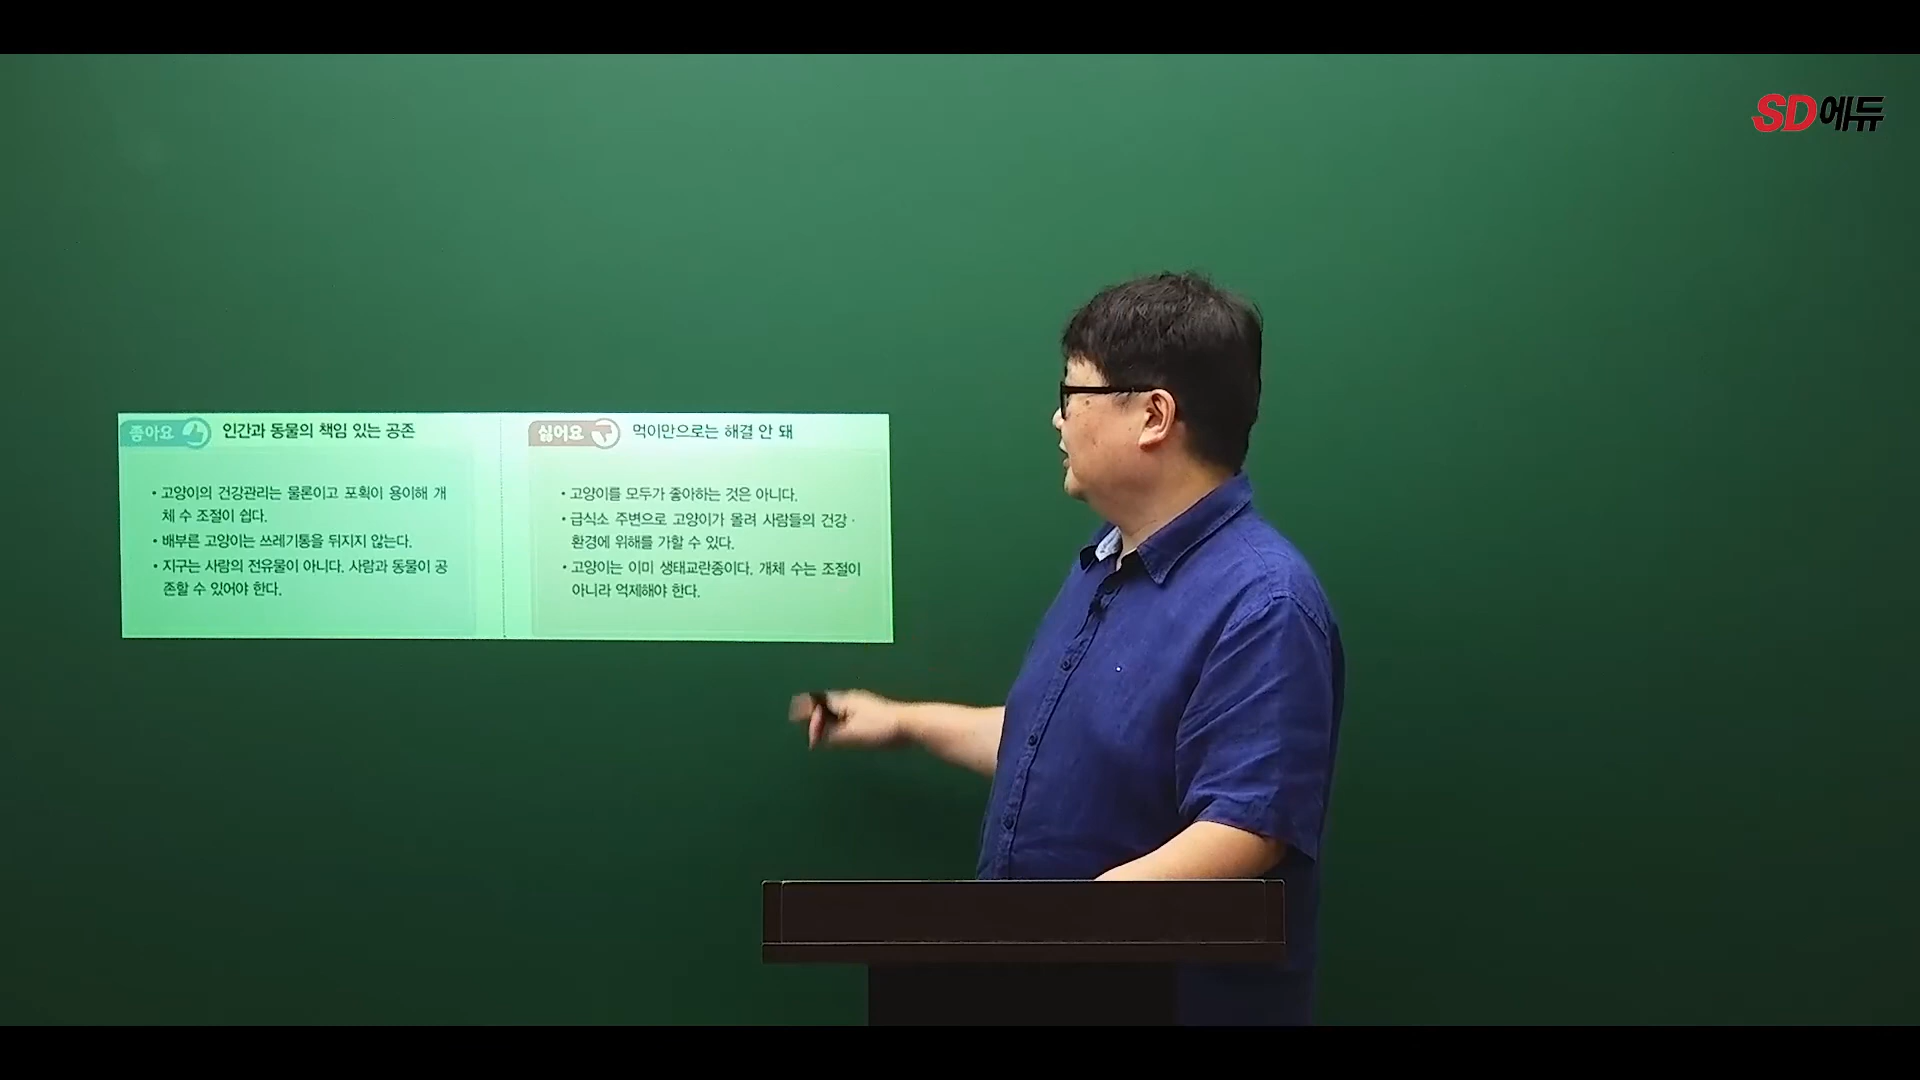 SD에듀
좋아요 인간과 동물의 책임 있는 공존
• 고양이의 건강관리는 물론이고 포획이 용이해 개
체 수 조절이 쉽다.
• 배부른 고양이는 쓰레기통을 뒤지지 않는다.
• 지구는 사람의 전유물이 아니다. 사람과 동물이 공
존할 수 있어야 한다.
싫어요 먹이만으로는 해결 안 돼
• 고양이를 모두가 좋아하는 것은 아니다.
• 급식소 주변으로 고양이가 몰려 사람들의 건강·
환경에 위해를 가할 수 있다.
• 고양이는 이미 생태교란종이다. 개체 수는 조절이
아니라 억제해야 한다.